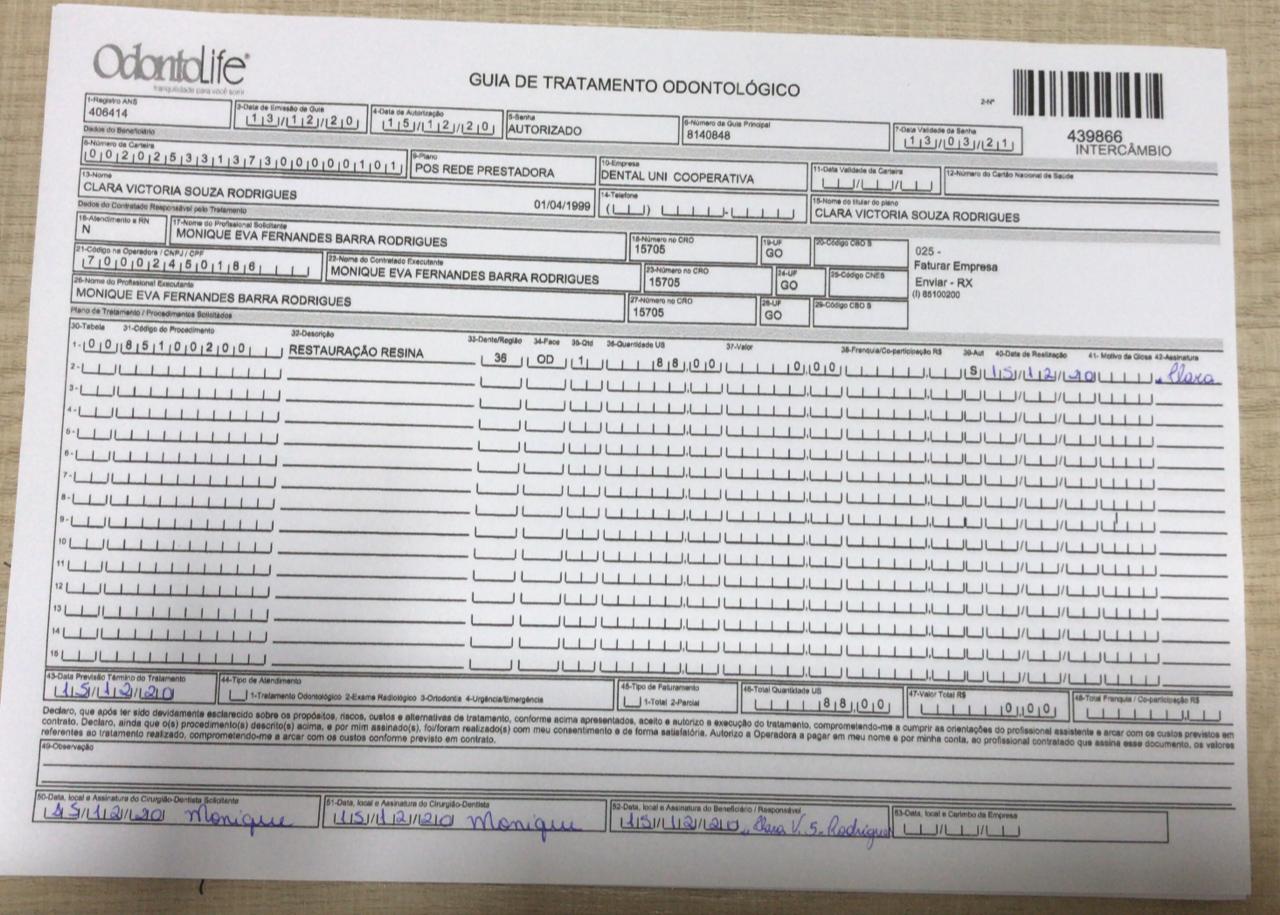 OdontoLife
tranquilidade para você sorrir
GUIA DE TRATAMENTO ODONTOLÓGICO
2-Nº
439866
INTERCÂMBIO
1-Registro ANS
406414
3-Data de Emissão de Guia
13/12/20
4-Data de Autorização
15/12/20
5-Senha
AUTORIZADO
6-Número da Guia Principal
8140848
7-Data Validade da Senha
13/03/21
Dados do Beneficiário
8-Número da Carteira
00202533137300000101
9-Plano
POS REDE PRESTADORA
10-Empresa
DENTAL UNI COOPERATIVA
11-Data Validade da Carteira
12-Número do Cartão Nacional de Saúde
13-Nome
CLARA VICTORIA SOUZA RODRIGUES 01/04/1999
14-Telefone
15-Nome do titular do plano
CLARA VICTORIA SOUZA RODRIGUES
Dados do Contratado Responsável pelo Tratamento
16-Atendimento a RN
N
17-Nome do Profissional Solicitante
MONIQUE EVA FERNANDES BARRA RODRIGUES
18-Número no CRO
15705
19-UF
GO
20-Código CBO S
025 -
Faturar Empresa
Enviar - RX
(I) 85100200
21-Código na Operadora / CNPJ / CPF
70002450186
22-Nome do Contratado Executante
MONIQUE EVA FERNANDES BARRA RODRIGUES
23-Número no CRO
15705
24-UF
GO
25-Código CNES
26-Nome do Profissional Executante
MONIQUE EVA FERNANDES BARRA RODRIGUES
27-Número no CRO
15705
28-UF
GO
29-Código CBO S
Plano de Tratamento / Procedimentos Solicitados
30-Tabela 31-Código do Procedimento 32-Descrição 33-Dente/Região 34-Face 35-Qtd 36-Quantidade US 37-Valor 38-Franquia/Co-participação R$ 39-Aut 40-Data de Realização 41- Motivo da Glosa 42-Assinatura
1- 00 85100200 RESTAURAÇÃO RESINA 36 OD 1 88,00 0,00 S 15/12/20 Clara
2-
3-
4-
5-
6-
7-
8-
9-
10
11
12
13
14
15
43-Data Previsão Término do Tratamento
15/12/20
44-Tipo de Atendimento
1-Tratamento Odontológico 2-Exame Radiológico 3-Ortodontia 4-Urgência/Emergência
45-Tipo de Faturamento
1-Total 2-Parcial
46-Total Quantidade US
88,00
47-Valor Total R$
0,00
48-Total Franquia / Co-participação R$
Declaro, que após ter sido devidamente esclarecido sobre os propósitos, riscos, custos e alternativas de tratamento, conforme acima apresentados, aceito e autorizo a execução do tratamento, comprometendo-me a cumprir as orientações do profissional assistente e arcar com os custos previstos em
contrato. Declaro, ainda que o(s) procedimento(s) descrito(s) acima, e por mim assinado(s), foi/foram realizado(s) com meu consentimento e de forma satisfatória. Autorizo a Operadora a pagar em meu nome e por minha conta, ao profissional contratado que assina esse documento, os valores
referentes ao tratamento realizado, comprometendo-me a arcar com os custos conforme previsto em contrato.
49-Observação
50-Data, local e Assinatura do Cirurgião-Dentista Solicitante
15/12/20 Monique
51-Data, local e Assinatura do Cirurgião-Dentista
15/12/20 Monique
52-Data, local e Assinatura do Beneficiário / Responsável
15/12/20 Clara V. S. Rodrigues
53-Data, local e Carimbo da Empresa